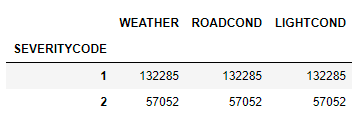 WEATHER ROADCOND LIGHTCOND
SEVERITYCODE
1 132285 132285 132285
2 57052 57052 57052